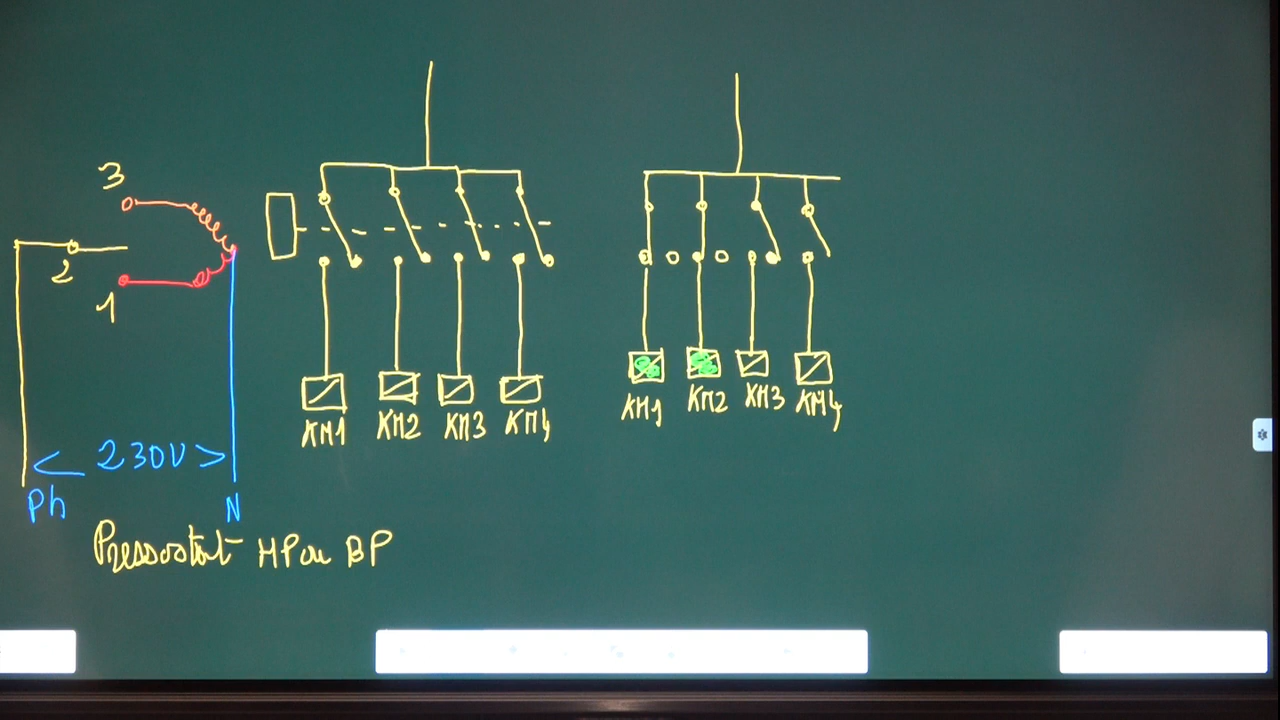 3
2
1
< 230V >
Ph N
Pressostat HP ou BP
KM1 KM2 KM3 KM4
KM1 KM2 KM3 KM4